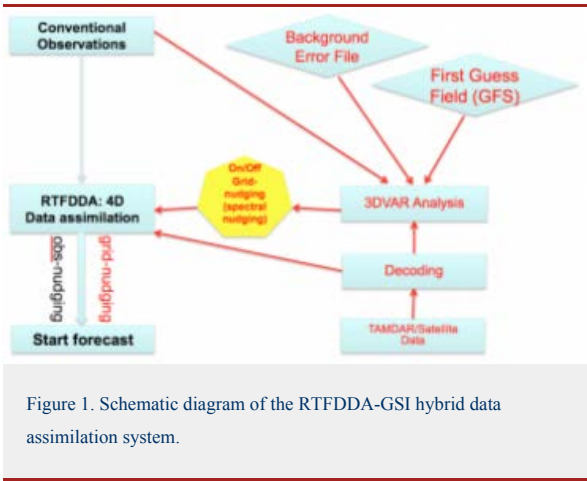 Conventional
Observations
Background
Error File
First Guess
Field (GFS)
On/Off
Grid-
nudging
(spectral
nudging)
RTFDDA: 4D
Data assimilation
3DVAR Analysis
obs-nudging
grid-nudging
Decoding
Start forecast
TAMDAR/Satellite
Data
Figure 1. Schematic diagram of the RTFDDA-GSI hybrid data
assimilation system.